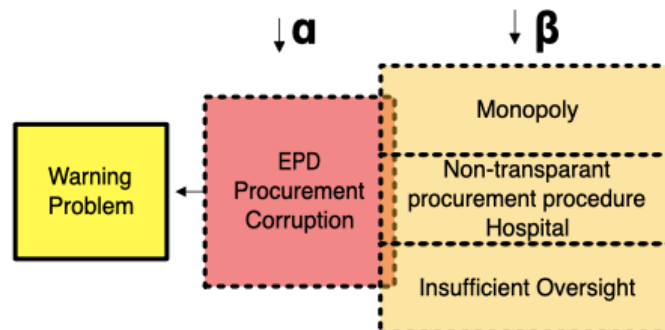 ↓ α
↓ β
Monopoly
EPD
Procurement
Corruption
Warning
Problem
Non-transparant
procurement procedure
Hospital
Insufficient Oversight